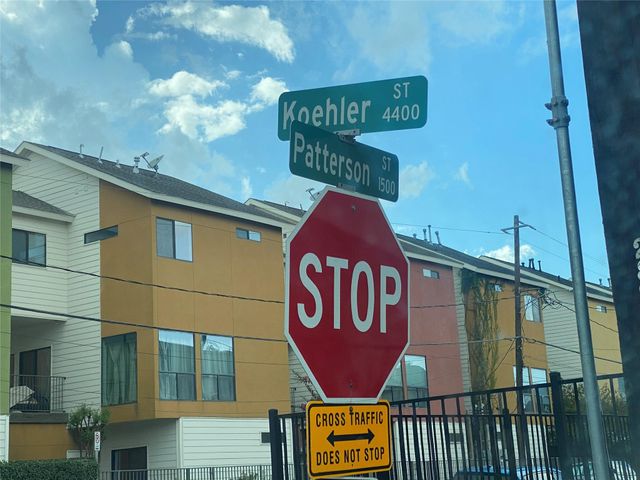 Koehler ST 4400
Patterson ST 1500
STOP
CROSS TRAFFIC
DOES NOT STOP